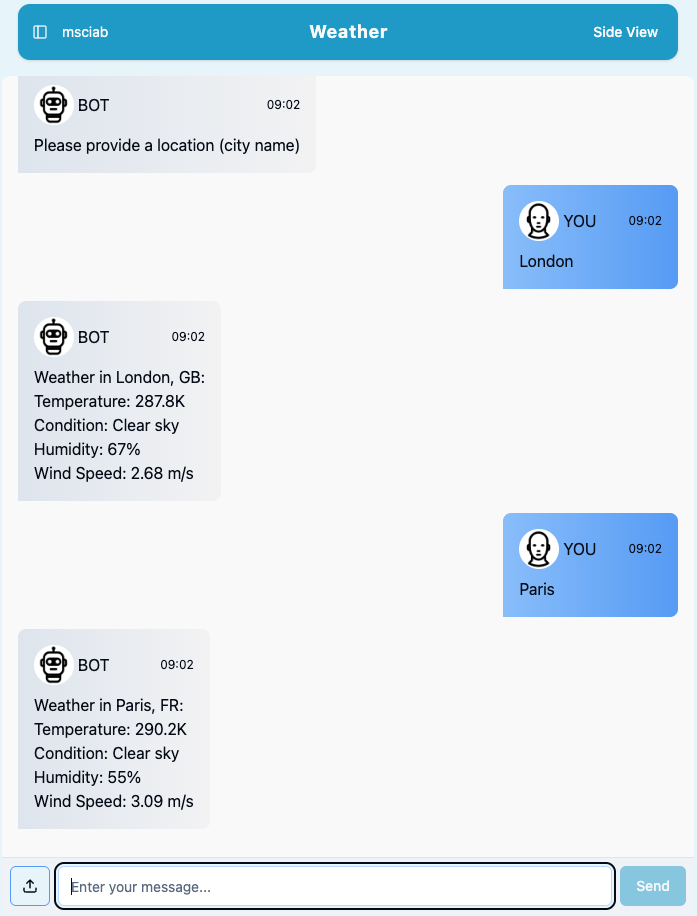 msciab
Weather
Side View
BOT
09:02
Please provide a location (city name)
YOU
09:02
London
BOT
09:02
Weather in London, GB:
Temperature: 287.8K
Condition: Clear sky
Humidity: 67%
Wind Speed: 2.68 m/s
YOU
09:02
Paris
BOT
09:02
Weather in Paris, FR:
Temperature: 290.2K
Condition: Clear sky
Humidity: 55%
Wind Speed: 3.09 m/s
Enter your message...
Send